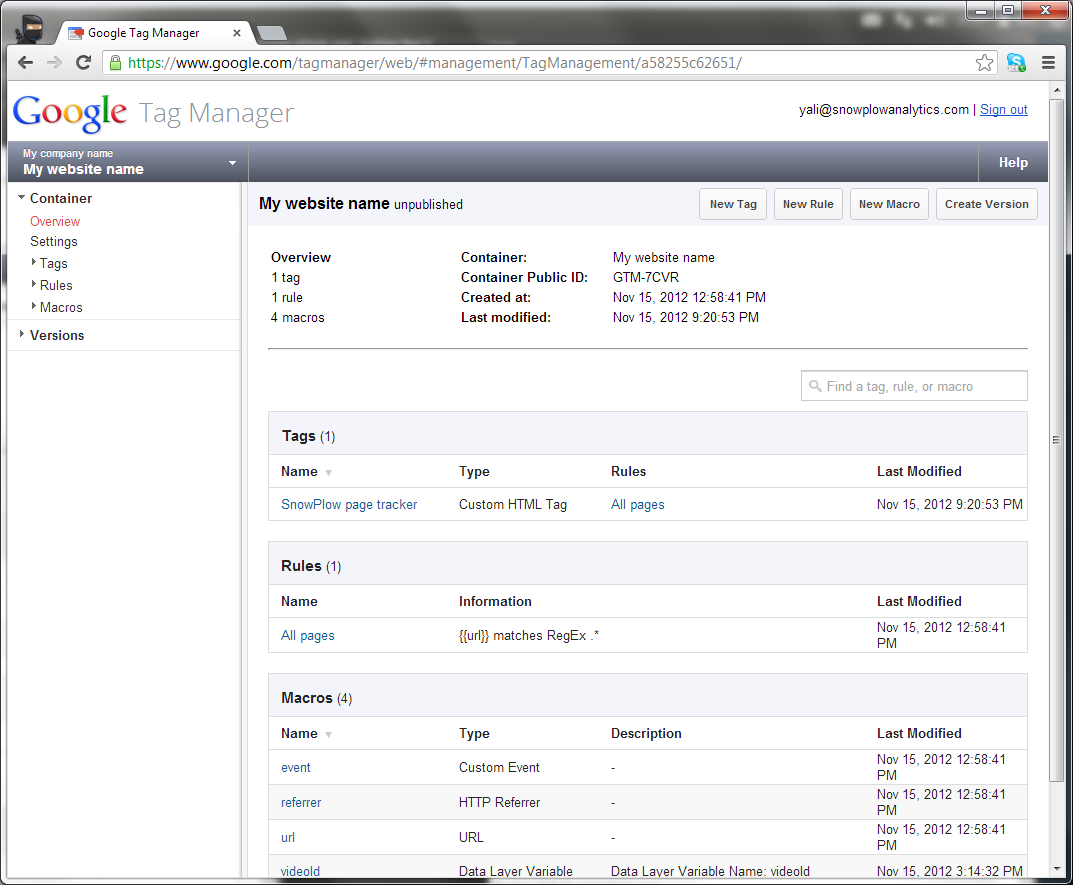 Google Tag Manager
https://www.google.com/tagmanager/web/#management/TagManagement/a58255c62651/
Google Tag Manager
yali@snowplowanalytics.com | Sign out
My company name
My website name
Help
Container
Overview
Settings
Tags
Rules
Macros
Versions
My website name unpublished
New Tag
New Rule
New Macro
Create Version
Overview
1 tag
1 rule
4 macros
Container: My website name
Container Public ID: GTM-7CVR
Created at: Nov 15, 2012 12:58:41 PM
Last modified: Nov 15, 2012 9:20:53 PM
Find a tag, rule, or macro
Tags (1)
Name Type Rules Last Modified
SnowPlow page tracker Custom HTML Tag All pages Nov 15, 2012 9:20:53 PM
Rules (1)
Name Information Last Modified
All pages {{url}} matches RegEx .* Nov 15, 2012 12:58:41 PM
Macros (4)
Name Type Description Last Modified
event Custom Event - Nov 15, 2012 12:58:41 PM
referrer HTTP Referrer - Nov 15, 2012 12:58:41 PM
url URL - Nov 15, 2012 12:58:41 PM
videoId Data Layer Variable Data Layer Variable Name: videoId Nov 15, 2012 3:14:32 PM